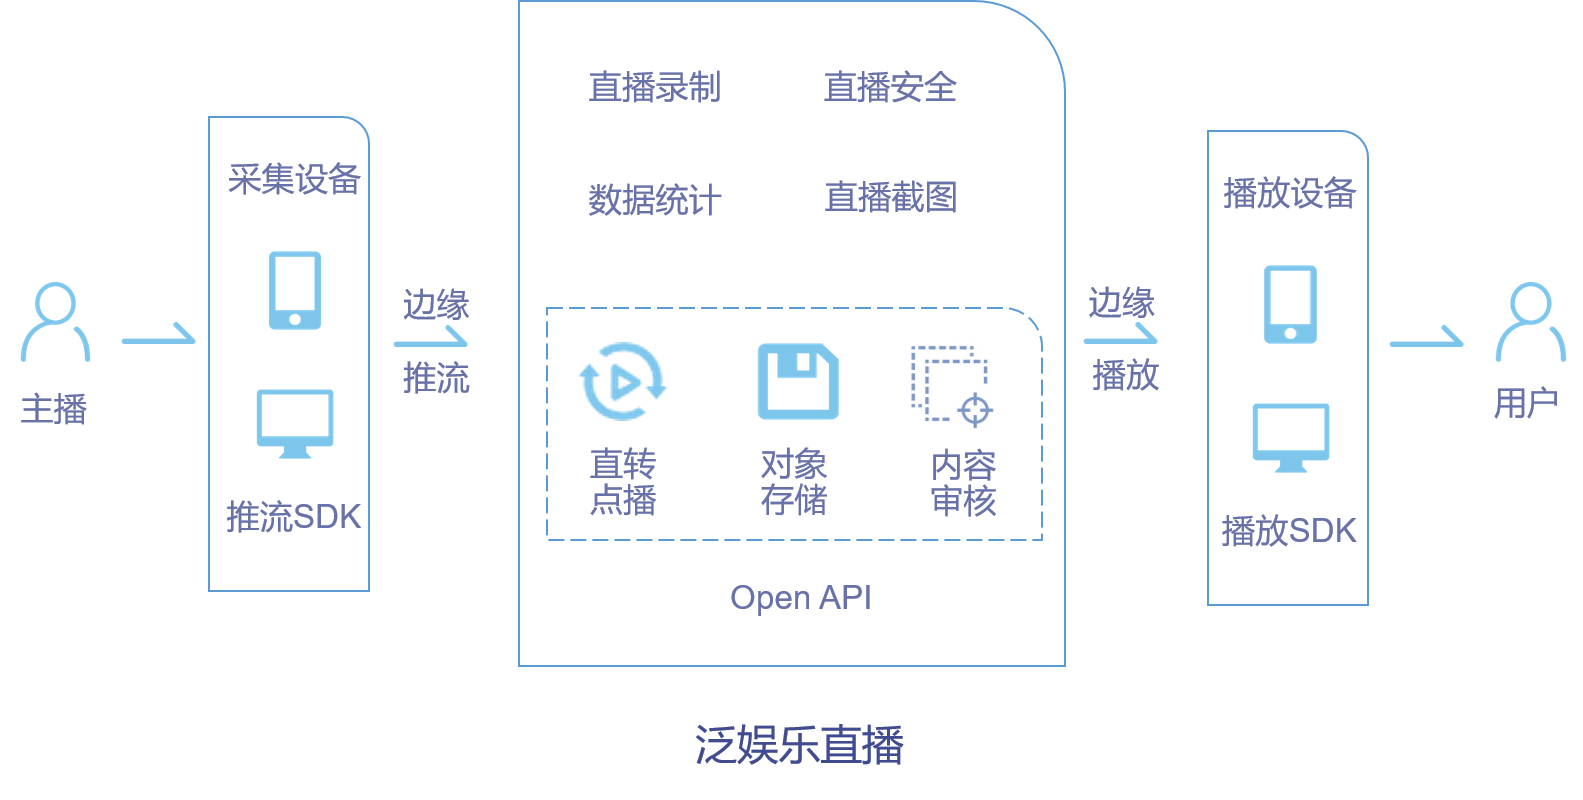 主播
采集设备
推流SDK
边缘
推流
直播录制
直播安全
数据统计
直播截图
直转
点播
对象
存储
内容
审核
Open API
边缘
播放
播放设备
播放SDK
用户
泛娱乐直播